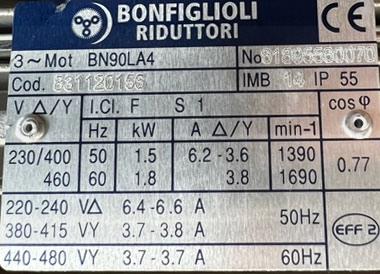 BONFIGLIOLI
RIDUTTORI
CE
3~Mot BN90LA4 No
Cod. 831120156 IMB 14 IP 55
V Δ/Y I.Cl. F S 1 cos φ
Hz kW A Δ/Y min-1
230/400 50 1.5 6.2 - 3.6 1390 0.77
460 60 1.8 3.8 1690
220-240 VΔ 6.4 -6.6 A 50Hz
380-415 VY 3.7 - 3.8 A EFF 2
440-480 VY 3.7 - 3.7 A 60Hz